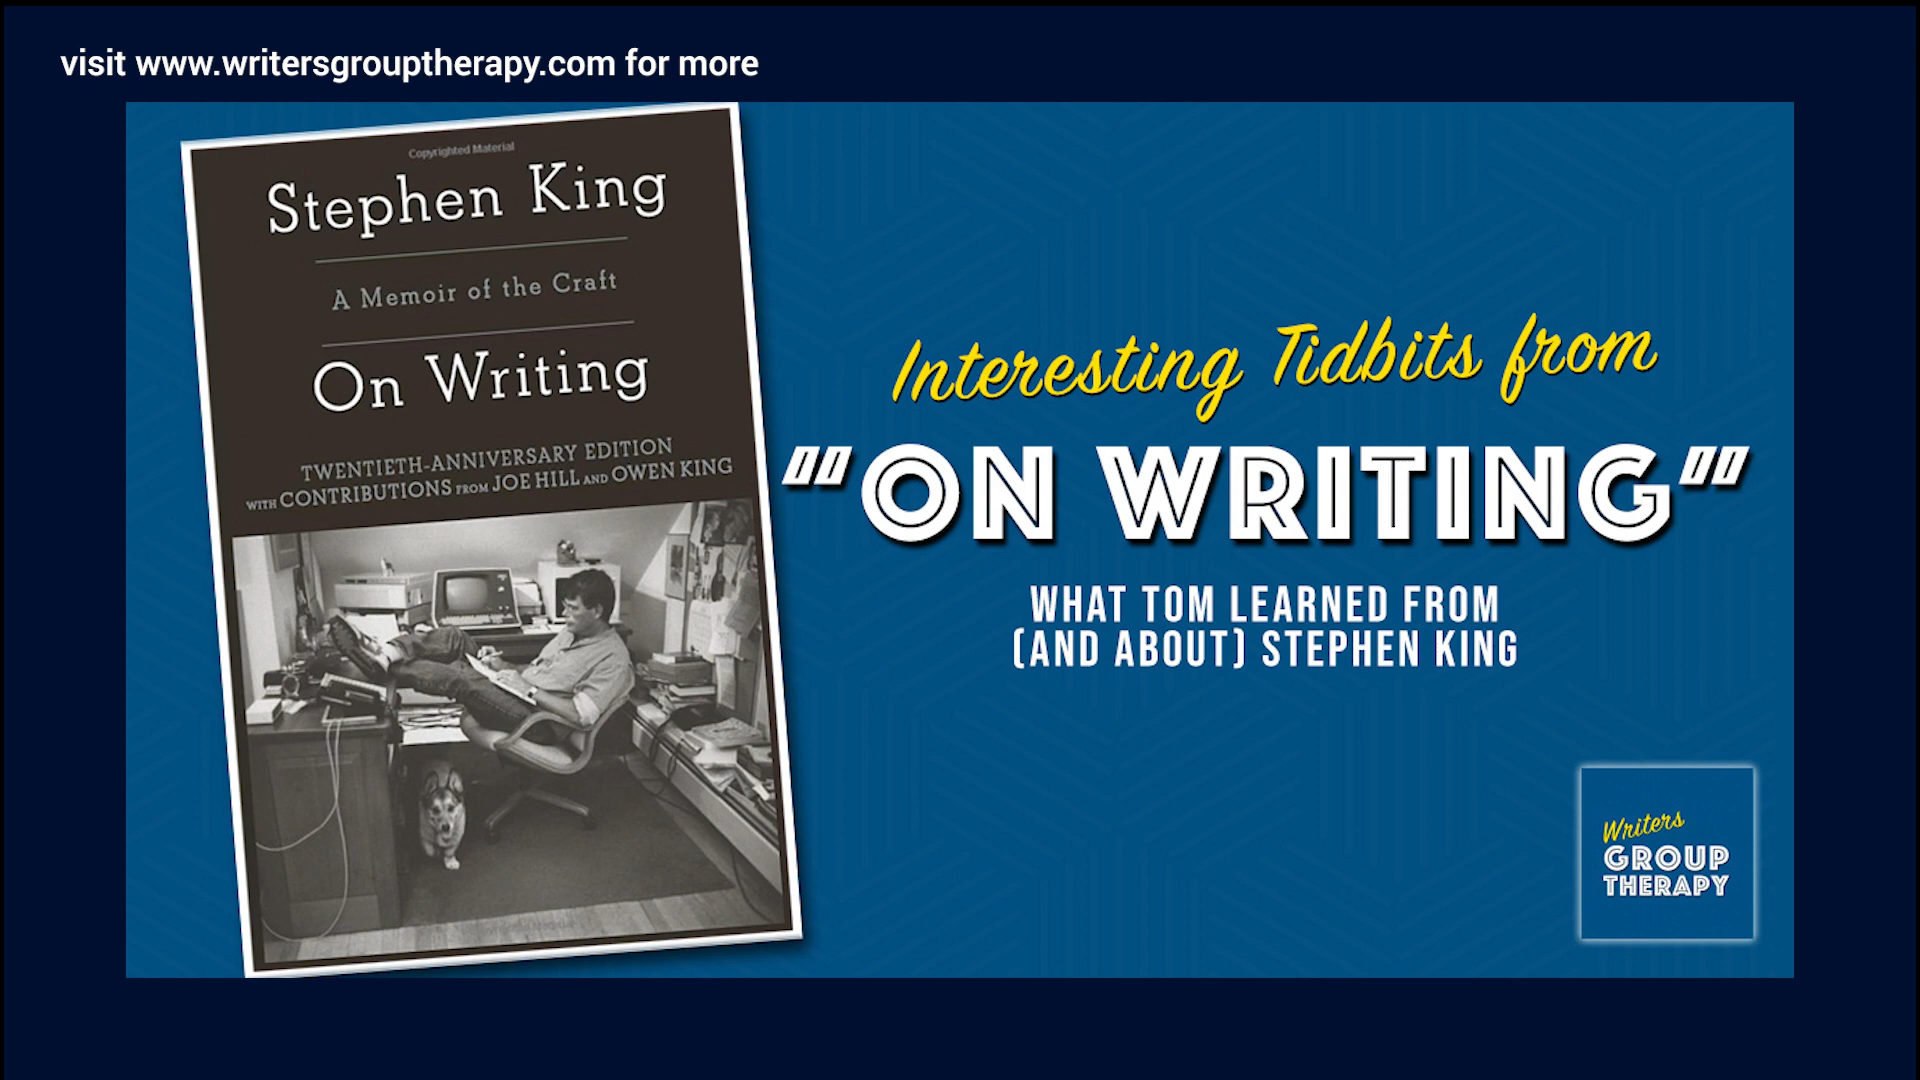 visit www.writersgrouptherapy.com for more
Copyrighted Material
Stephen King
A Memoir of the Craft
On Writing
TWENTIETH-ANNIVERSARY EDITION
WITH CONTRIBUTIONS FROM JOE HILL AND OWEN KING
Interesting Tidbits from
"ON WRITING"
WHAT TOM LEARNED FROM
(AND ABOUT) STEPHEN KING
Writers
GROUP
THERAPY